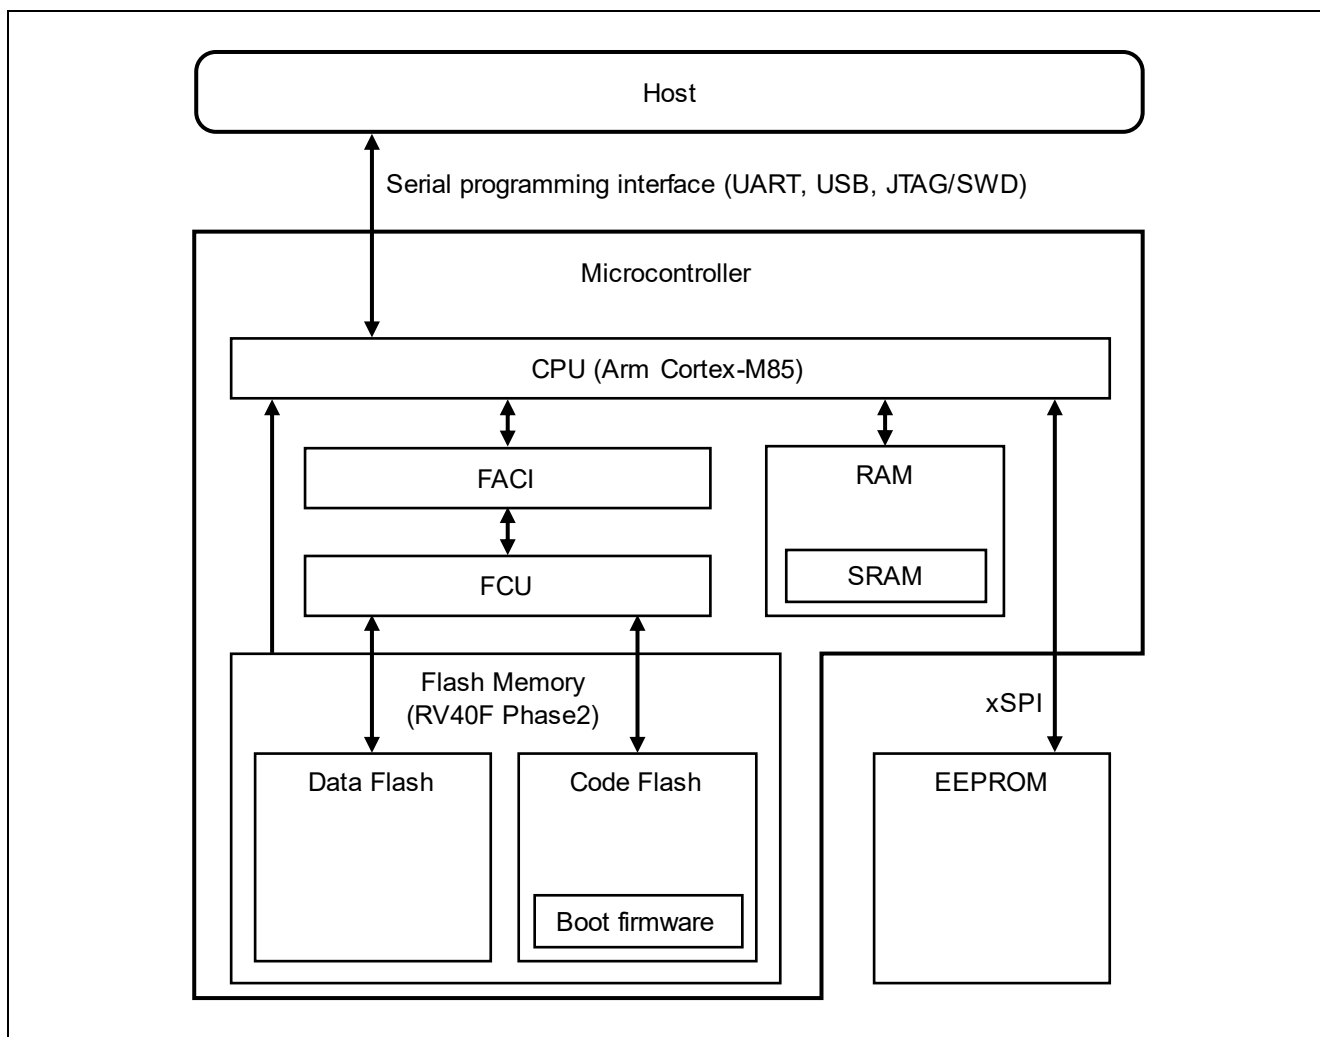 Host
Serial programming interface (UART, USB, JTAG/SWD)
Microcontroller
CPU (Arm Cortex-M85)
FACI
RAM
FCU
SRAM
Flash Memory
(RV40F Phase2)
xSPI
Data Flash
Code Flash
EEPROM
Boot firmware